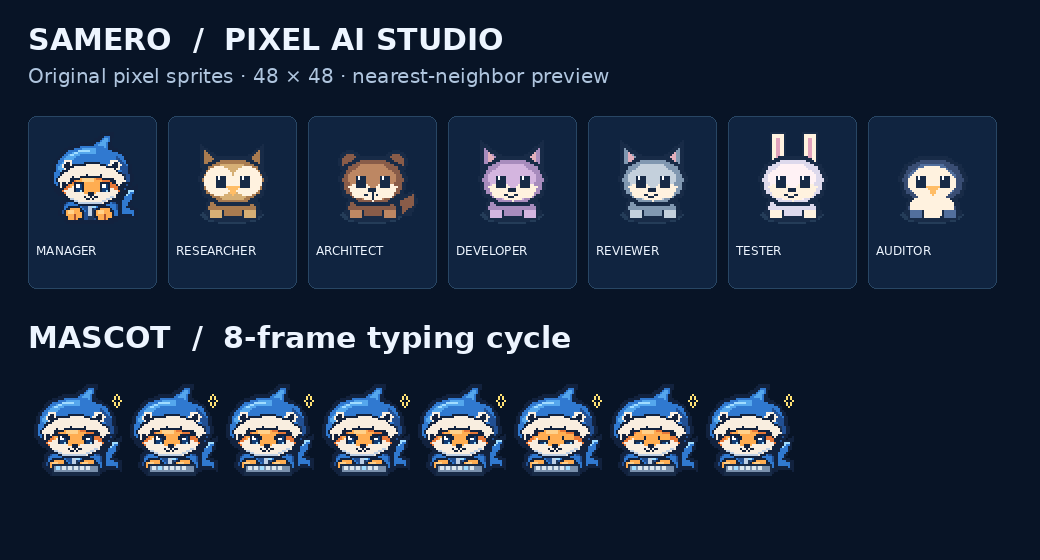 SAMERO / PIXEL AI STUDIO
Original pixel sprites · 48 × 48 · nearest-neighbor preview
MANAGER
RESEARCHER
ARCHITECT
DEVELOPER
REVIEWER
TESTER
AUDITOR
MASCOT / 8-frame typing cycle